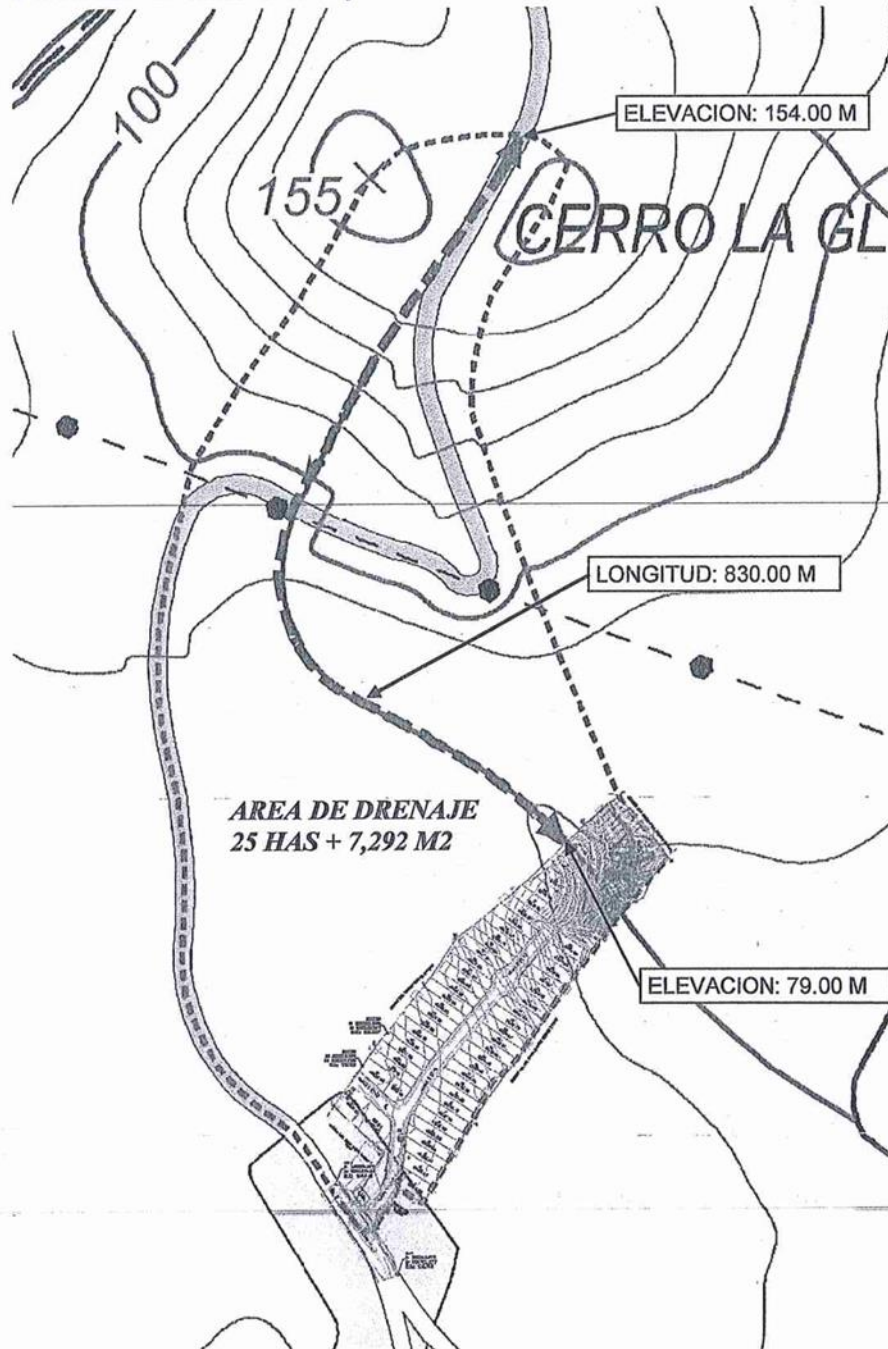 100
ELEVACION: 154.00 M
155
CERRO LA GL
LONGITUD: 830.00 M
AREA DE DRENAJE
25 HAS + 7,292 M2
ELEVACION: 79.00 M